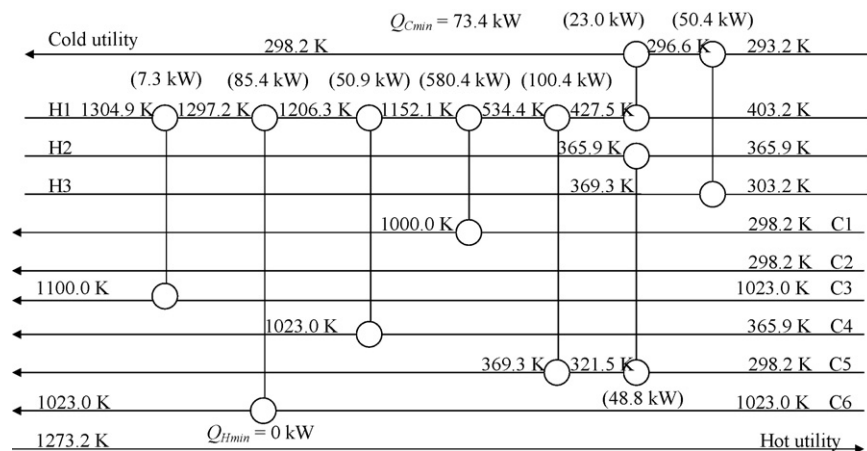 Cold utility 298.2 K Q_Cmin = 73.4 kW (23.0 kW) 296.6 K (50.4 kW) 293.2 K
(7.3 kW) (85.4 kW) (50.9 kW) (580.4 kW) (100.4 kW)
H1 1304.9 K 1297.2 K 1206.3 K 1152.1 K 534.4 K 427.5 K 403.2 K
H2 365.9 K 365.9 K
H3 369.3 K 303.2 K
1000.0 K 298.2 K C1
298.2 K C2
1100.0 K 1023.0 K C3
1023.0 K 365.9 K C4
369.3 K 321.5 K 298.2 K C5
1023.0 K (48.8 kW) 1023.0 K C6
Q_Hmin = 0 kW
1273.2 K Hot utility